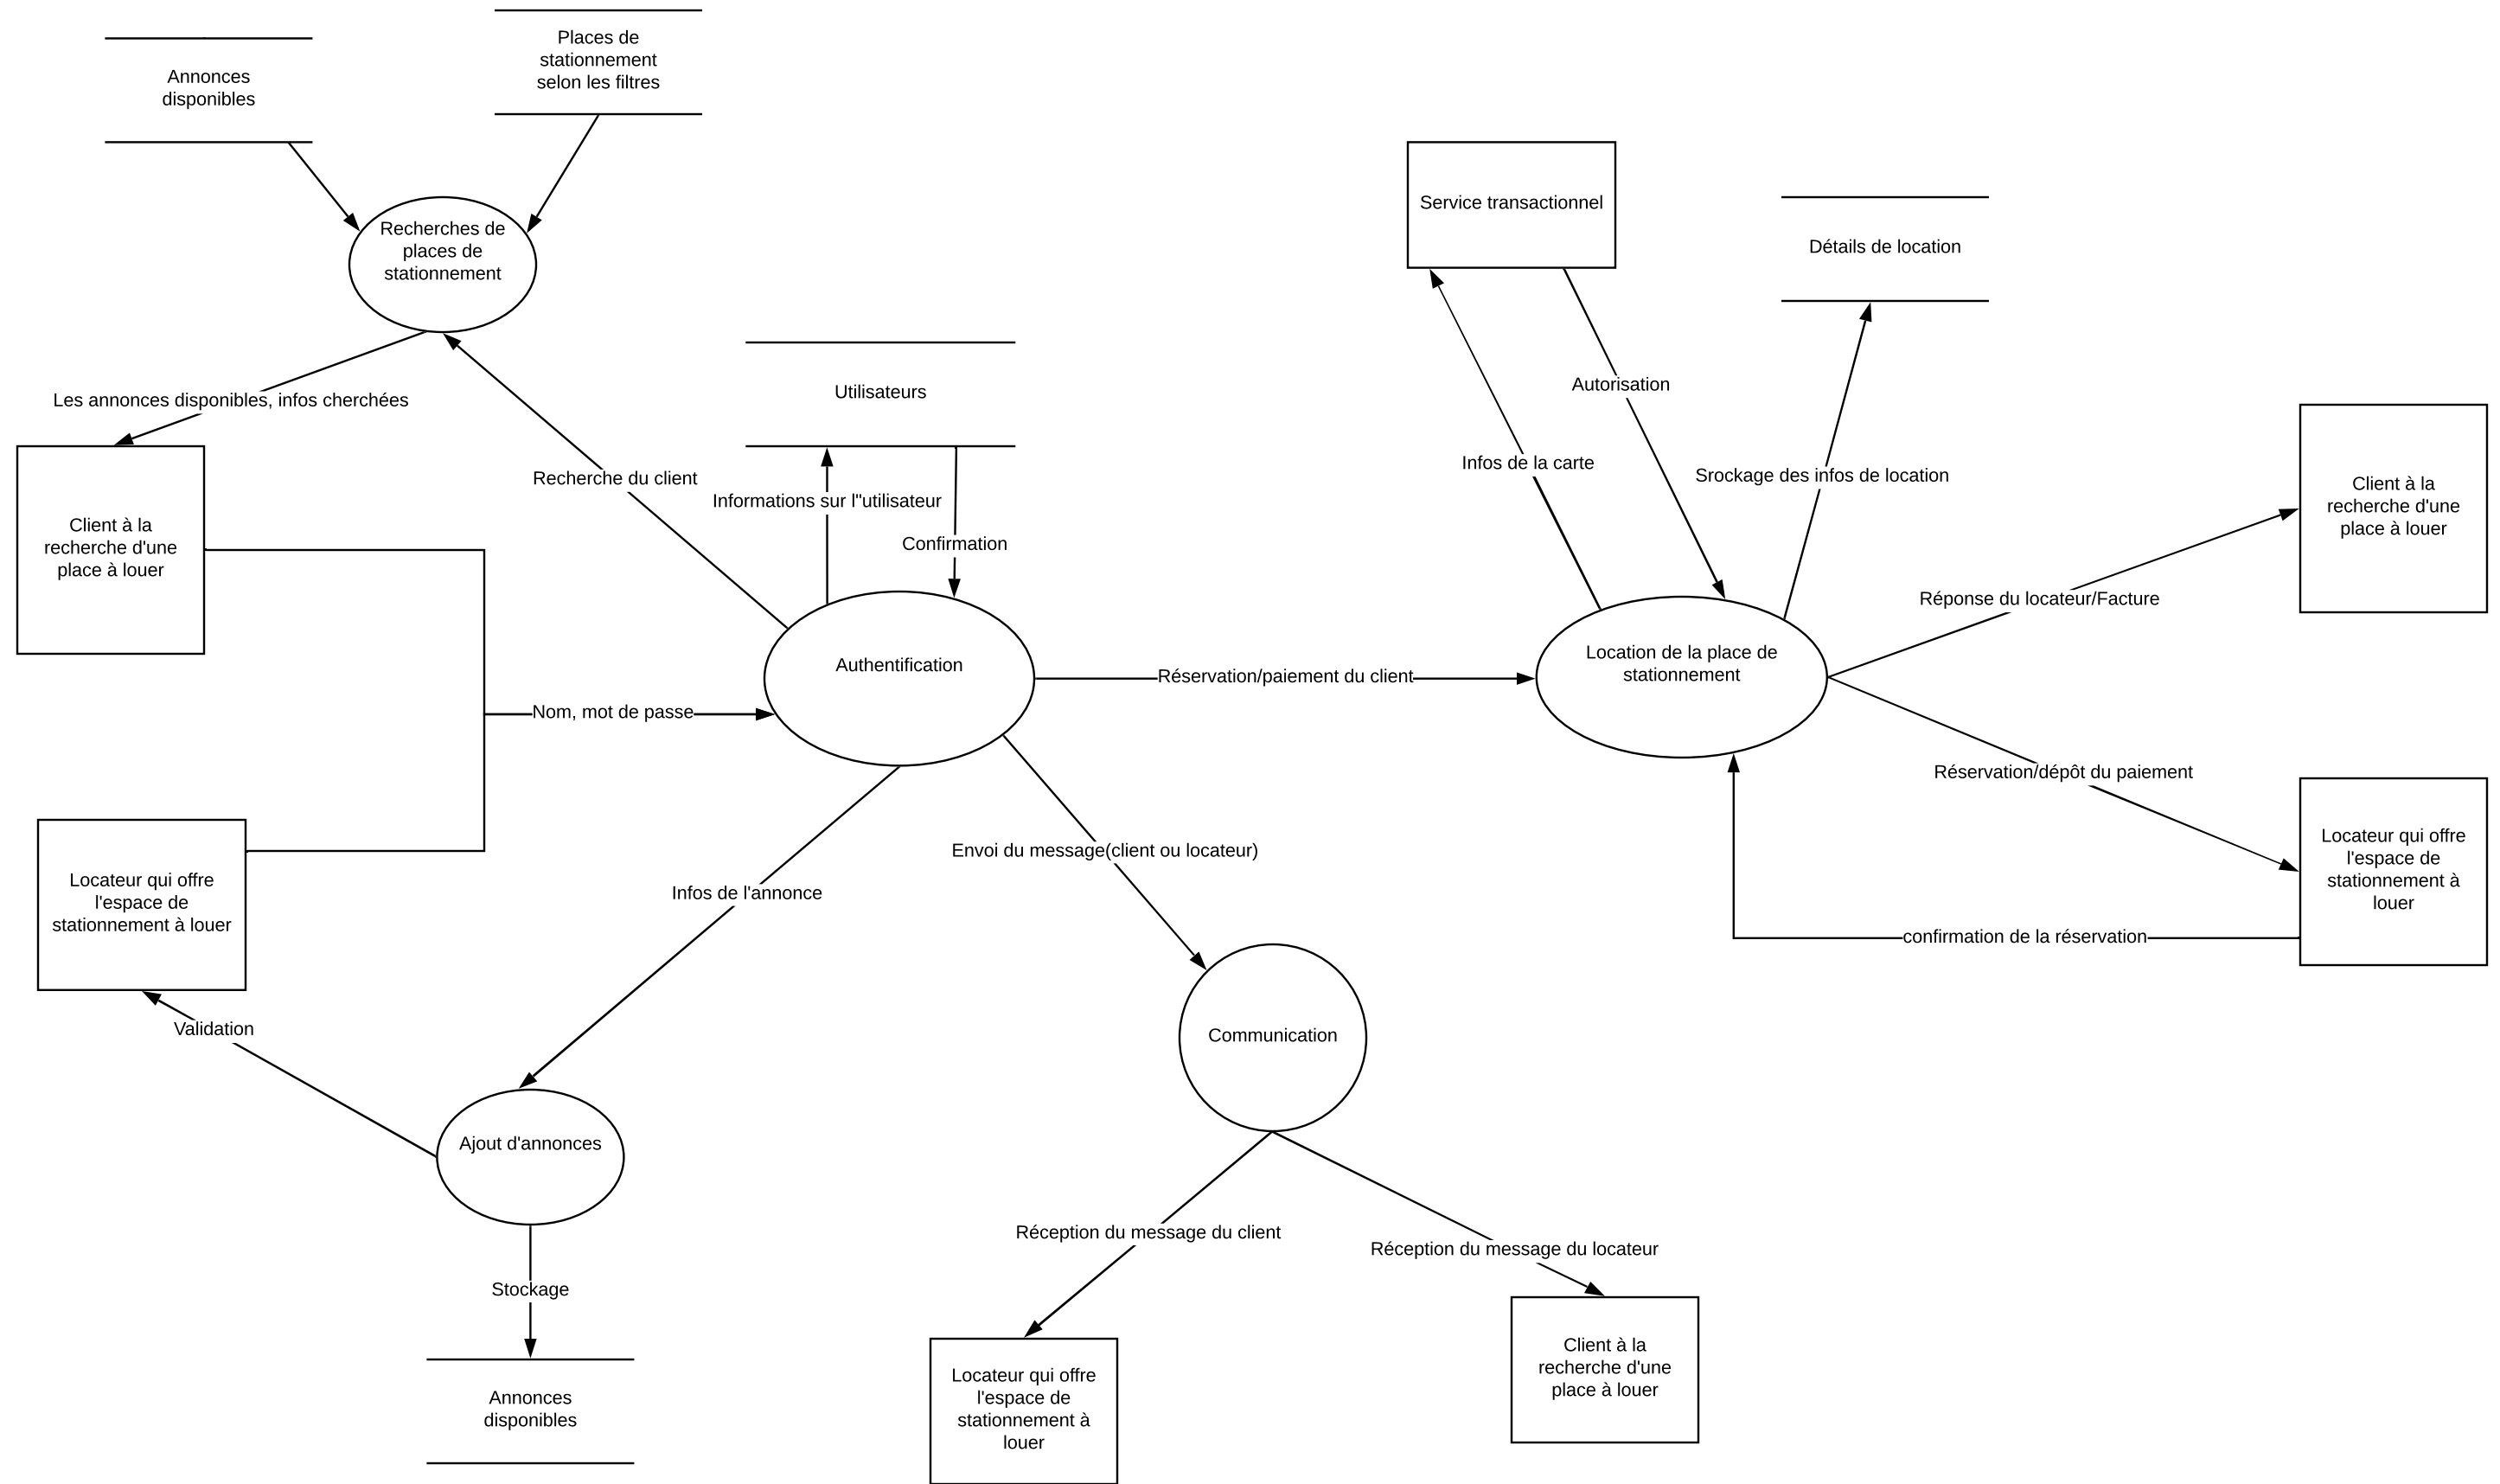 Places de
stationnement
selon les filtres
Annonces
disponibles
Service transactionnel
Recherches de
places de
stationnement
Détails de location
Autorisation
Utilisateurs
Les annonces disponibles, infos cherchées
Infos de la carte
Recherche du client
Srockage des infos de location
Client à la
recherche d'une
place à louer
Informations sur l"utilisateur
Client à la
recherche d'une
place à louer
Confirmation
Réponse du locateur/Facture
Authentification
Location de la place de
stationnement
Réservation/paiement du client
Nom, mot de passe
Réservation/dépôt du paiement
Locateur qui offre
l'espace de
stationnement à
louer
Envoi du message(client ou locateur)
Locateur qui offre
l'espace de
stationnement à louer
Infos de l'annonce
confirmation de la réservation
Validation
Communication
Ajout d'annonces
Réception du message du client
Réception du message du locateur
Stockage
Client à la
recherche d'une
place à louer
Locateur qui offre
l'espace de
stationnement à
louer
Annonces
disponibles